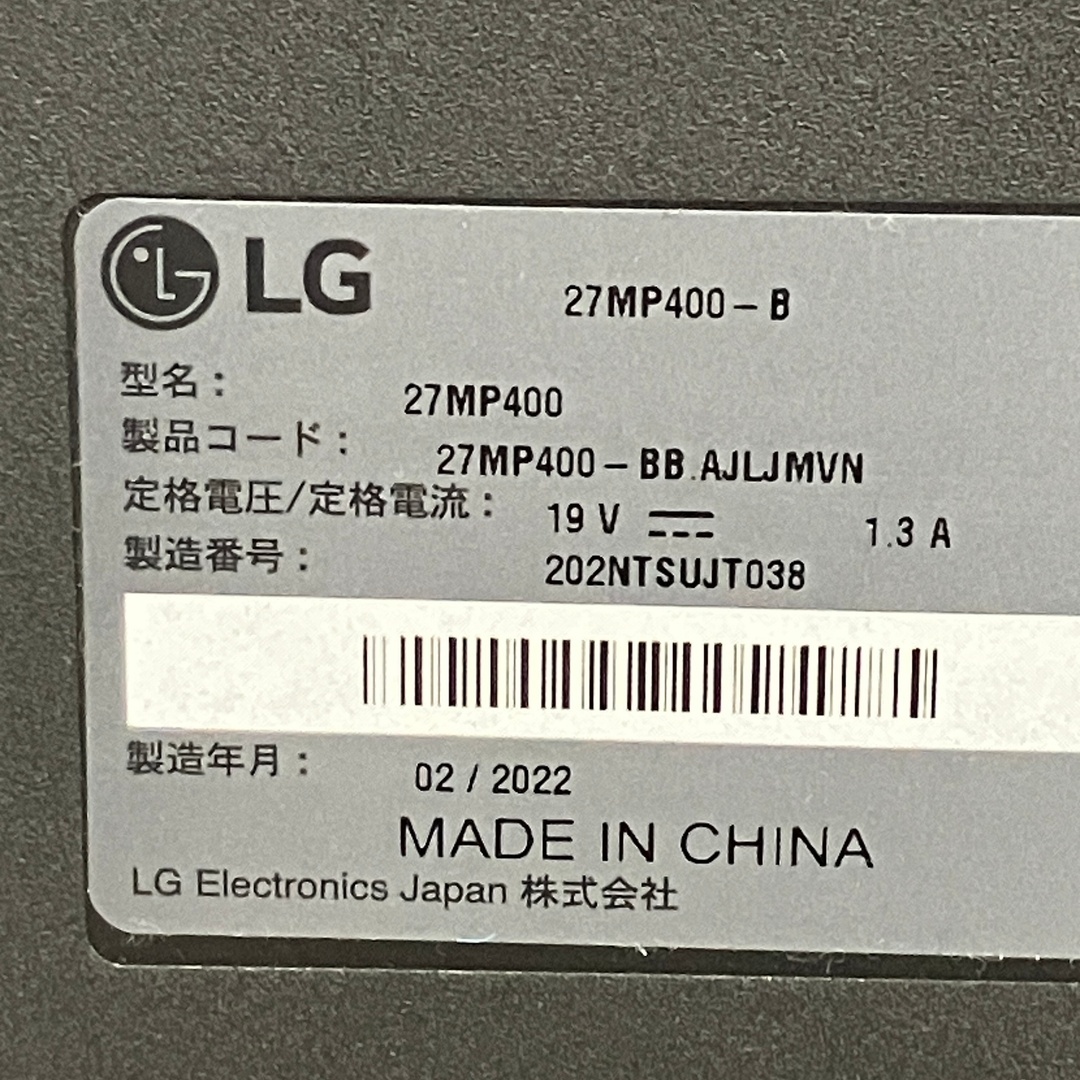 LG 27MP400-B
型名： 27MP400
製品コード： 27MP400-BB.AJLJMVN
定格電圧/定格電流： 19 V ⎓ 1.3 A
製造番号： 202NTSUJT038
製造年月： 02 / 2022
MADE IN CHINA
LG Electronics Japan 株式会社